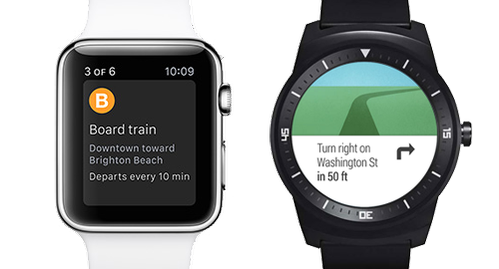 3 OF 6 10:09
B
Board train
Downtown toward
Brighton Beach
Departs every 10 min
45
15
Turn right on
Washington St
in 50 ft
30